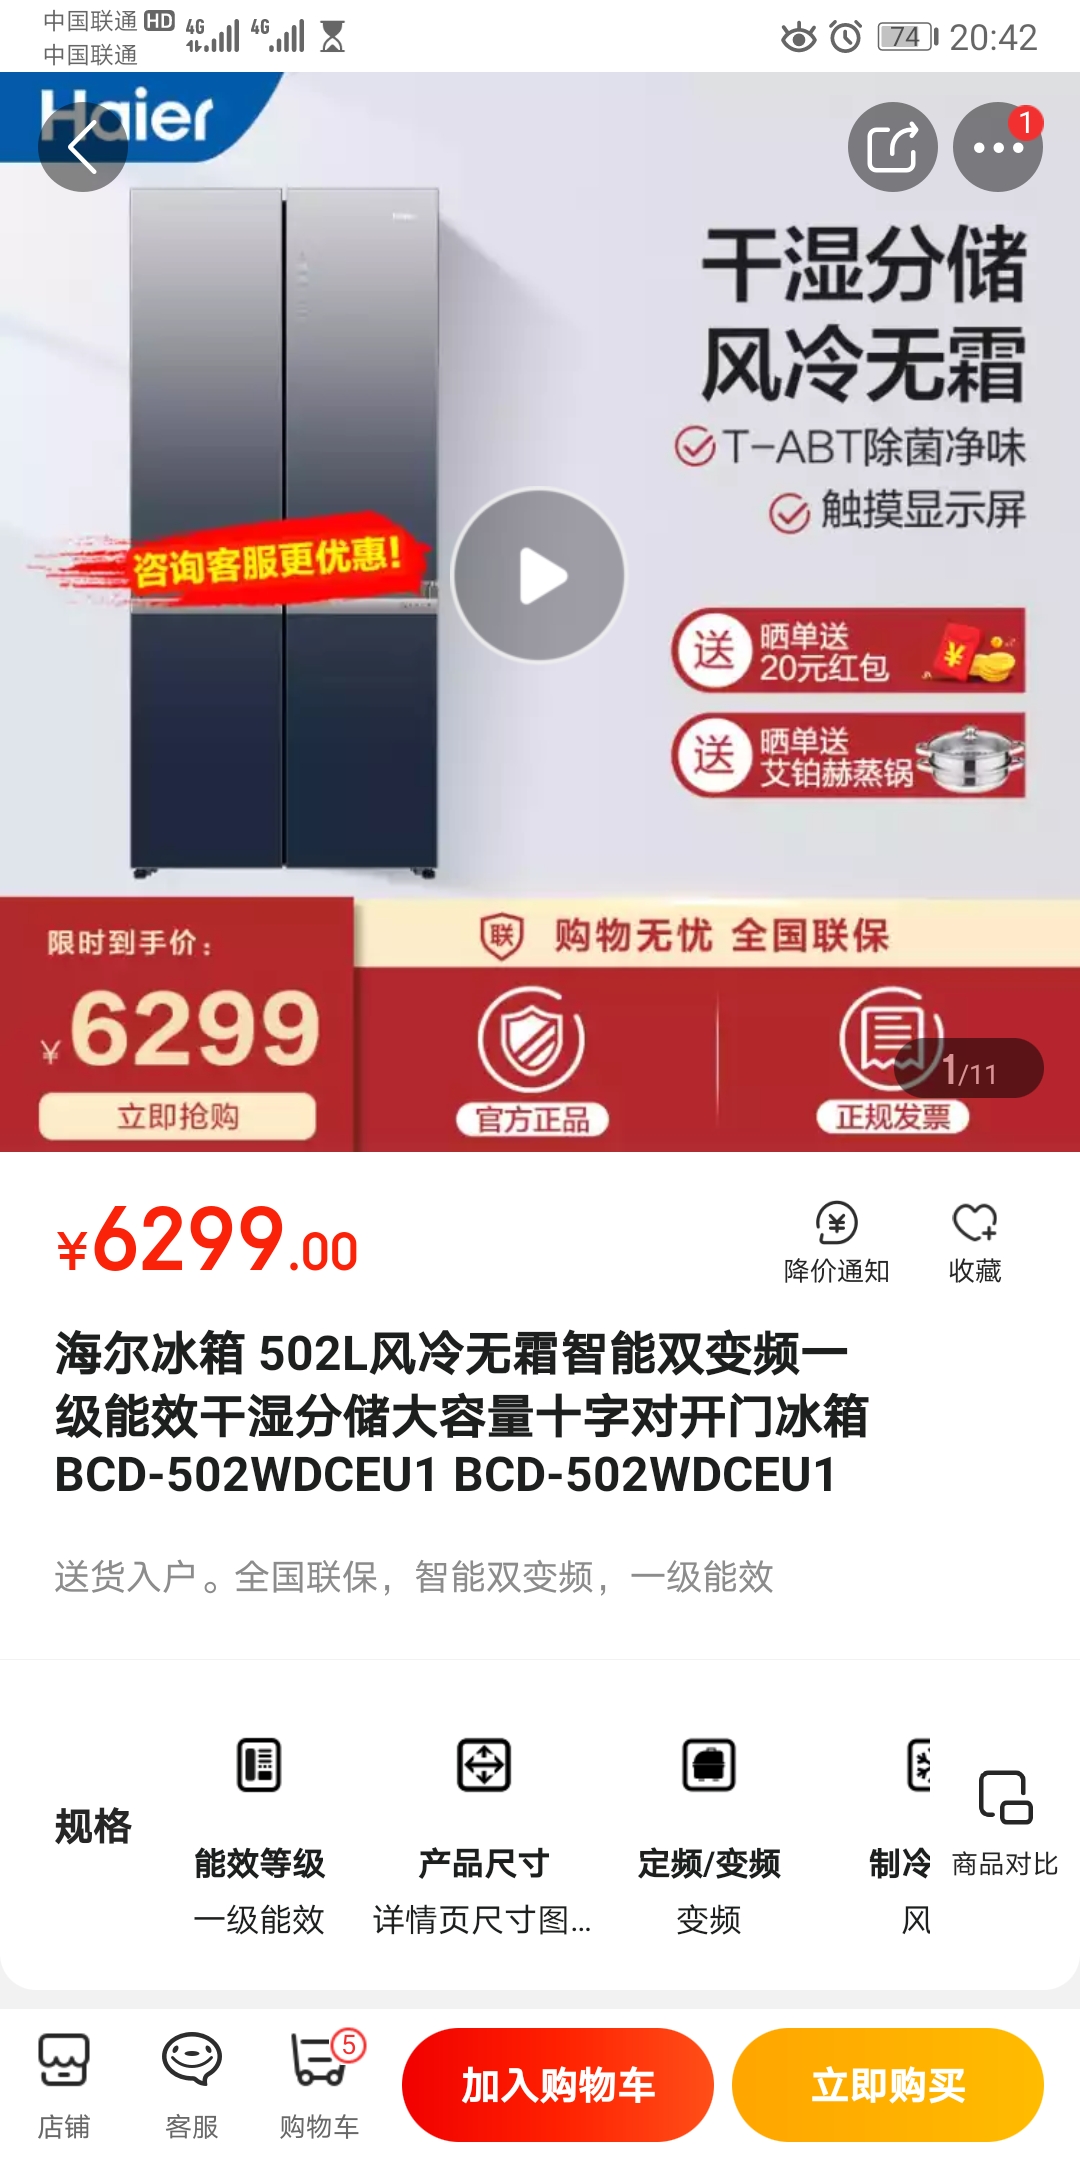 中国联通 HD 4G 4G 74 20:42
中国联通
Haier
1
干湿分储
风冷无霜
T-ABT除菌净味
触摸显示屏
咨询客服更优惠!
送 晒单送
20元红包
送 晒单送
艾铂赫蒸锅
限时到手价：
¥6299
立即抢购
联 购物无忧 全国联保
官方正品
正规发票
1/11
¥6299.00
降价通知
收藏
海尔冰箱 502L风冷无霜智能双变频一
级能效干湿分储大容量十字对开门冰箱
BCD-502WDCEU1 BCD-502WDCEU1
送货入户。全国联保，智能双变频，一级能效
规格
能效等级
一级能效
产品尺寸
详情页尺寸图...
定频/变频
变频
制冷
风
商品对比
店铺
客服
5
购物车
加入购物车
立即购买